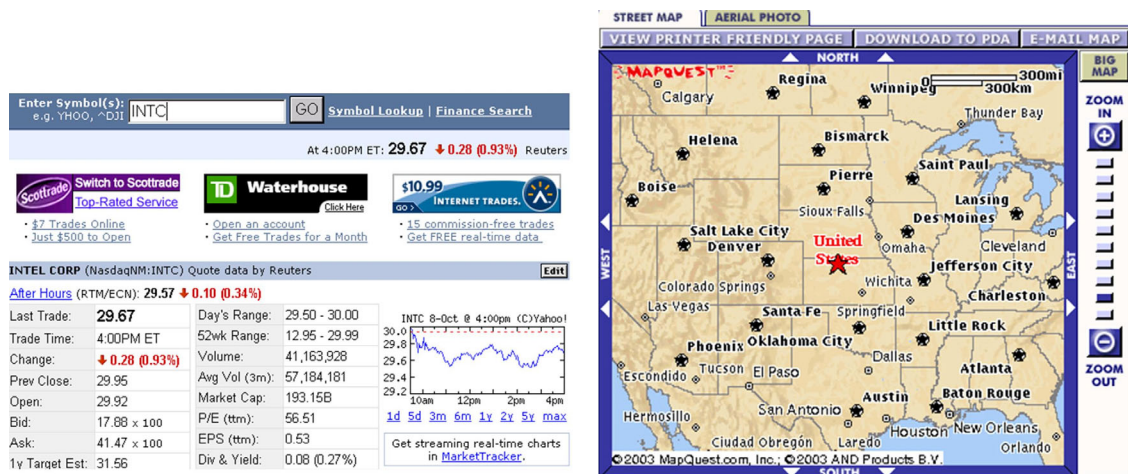 Enter Symbol(s):
e.g. YHOO, ^DJI
INTC
GO
Symbol Lookup | Finance Search
At 4:00PM ET: 29.67 0.28 (0.93%) Reuters
Scottrade
Switch to Scottrade
Top-Rated Service
· $7 Trades Online
· Just $500 to Open
TD Waterhouse
Click Here
· Open an account
· Get Free Trades for a Month
$10.99
GO >
INTERNET TRADES.
· 15 commission-free trades
· Get FREE real-time data
INTEL CORP (NasdaqNM:INTC) Quote data by Reuters
Edit
After Hours (RTM/ECN): 29.57 0.10 (0.34%)
Last Trade: 29.67
Trade Time: 4:00PM ET
Change: 0.28 (0.93%)
Prev Close: 29.95
Open: 29.92
Bid: 17.88 x 100
Ask: 41.47 x 100
1y Target Est: 31.56
Day's Range: 29.50 - 30.00
52wk Range: 12.95 - 29.99
Volume: 41,163,928
Avg Vol (3m): 57,184,181
Market Cap: 193.15B
P/E (ttm): 56.51
EPS (ttm): 0.53
Div & Yield: 0.08 (0.27%)
INTC 8-Oct @ 4:00pm (C)Yahoo!
30.0
29.8
29.6
29.4
29.2
10am 12pm 2pm 4pm
1d 5d 3m 6m 1y 2y 5y max
Get streaming real-time charts
in MarketTracker.
STREET MAP
AERIAL PHOTO
VIEW PRINTER FRIENDLY PAGE
DOWNLOAD TO PDA
E-MAIL MAP
NORTH
BIG
MAP
ZOOM
IN
ZOOM
OUT
WEST
EAST
SOUTH
MAPQUEST
300mi
300km
Calgary
Regina
Winnipeg
Thunder Bay
Helena
Bismarck
Saint Paul
Boise
Pierre
Lansing
Sioux Falls
Des Moines
Salt Lake City
United
States
Omaha
Cleveland
Denver
Jefferson City
Colorado Springs
Wichita
Charleston
Las Vegas
Santa Fe
Springfield
Little Rock
Phoenix
Oklahoma City
Dallas
Atlanta
Escondido
Tucson
El Paso
Austin
Baton Rouge
Hermosillo
San Antonio
Houston
New Orleans
Ciudad Obregón
Laredo
Orlando
©2003 MapQuest.com, Inc.; ©2003 AND Products B.V.